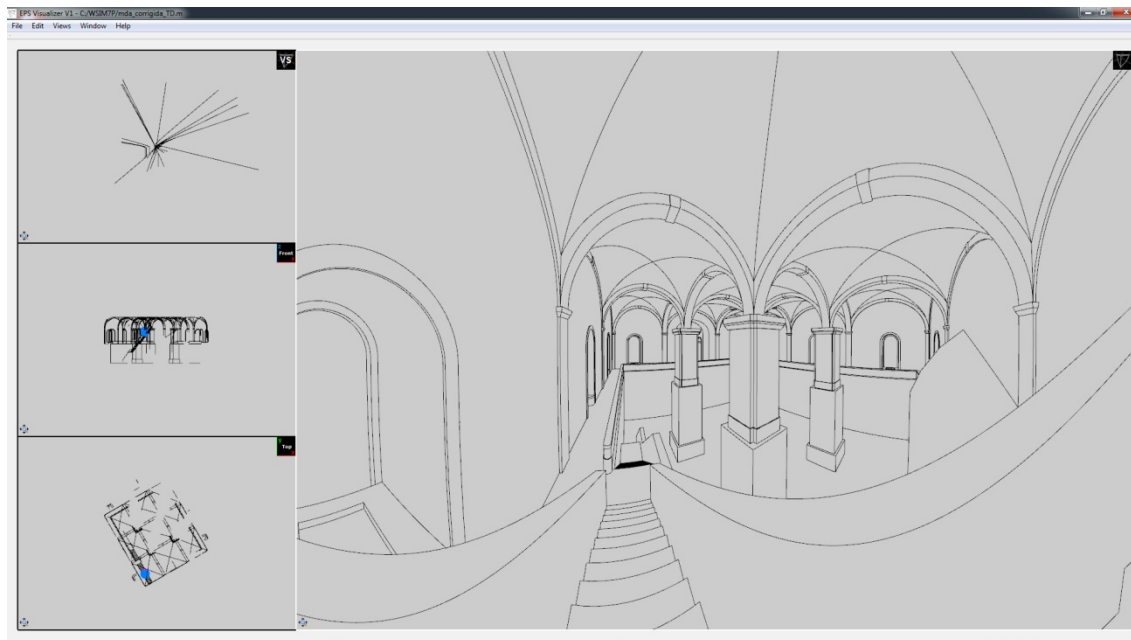 EPS Visualizer V1 - C:/WSIM7P/mda_corrigida_TD.m
File Edit Views Window Help
VS
Front
Top